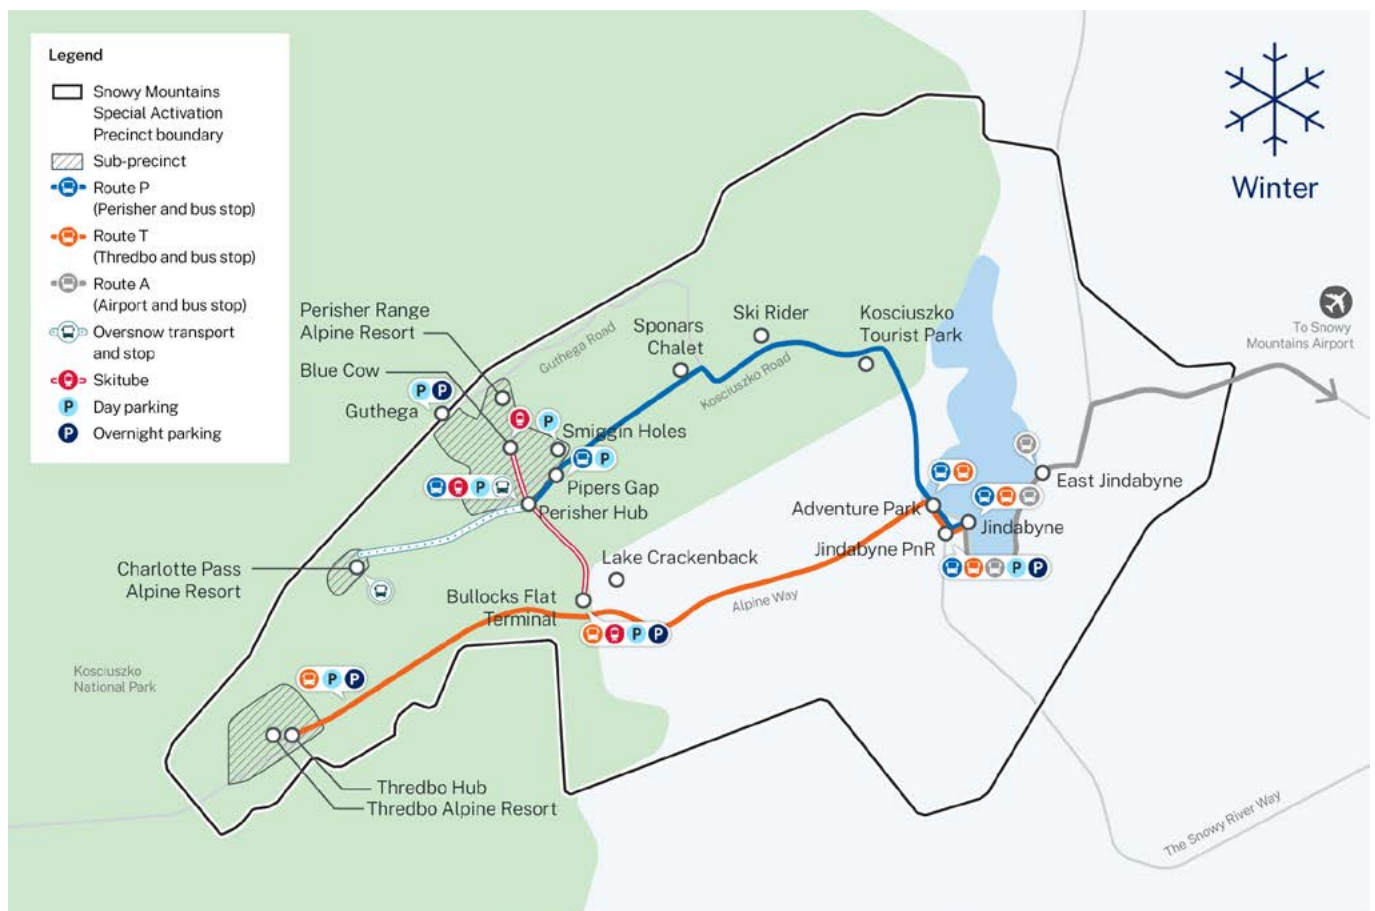 Legend
Snowy Mountains
Special Activation
Precinct boundary
Sub-precinct
Route P
(Perisher and bus stop)
Route T
(Thredbo and bus stop)
Route A
(Airport and bus stop)
Oversnow transport
and stop
Skitube
P Day parking
P Overnight parking
Winter
To Snowy
Mountains Airport
Perisher Range
Alpine Resort
Blue Cow
P P
Guthega
Guthega Road
Sponars
Chalet
Ski Rider
Kosciuszko
Tourist Park
Kosciuszko Road
P
Smiggin Holes
P
Pipers Gap
P
Perisher Hub
East Jindabyne
Adventure Park
Jindabyne
Jindabyne PnR
P P
Lake Crackenback
Charlotte Pass
Alpine Resort
Bullocks Flat
Terminal
P P
Alpine Way
Kosciuszko
National Park
P P
Thredbo Hub
Thredbo Alpine Resort
The Snowy River Way